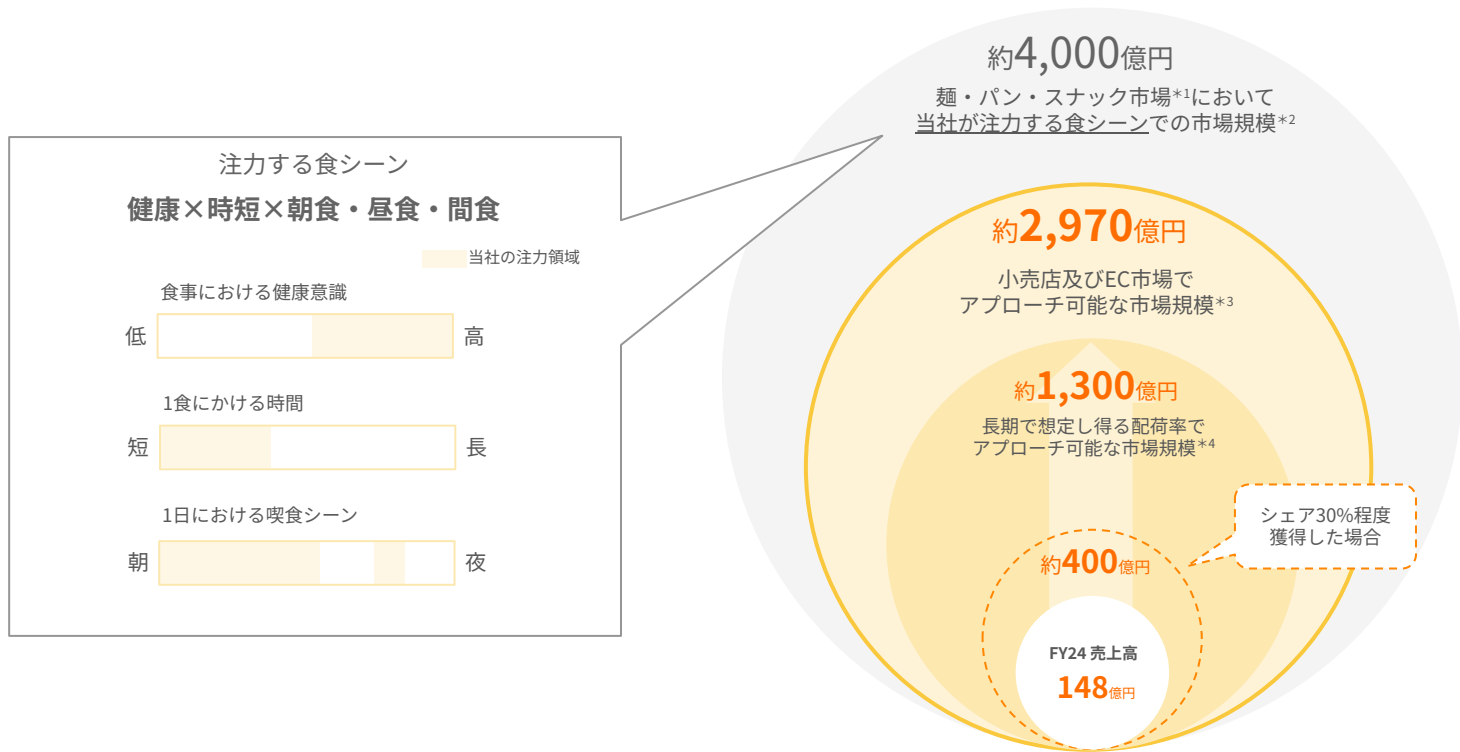 注力する食シーン
健康×時短×朝食・昼食・間食
当社の注力領域
食事における健康意識
低
高
1食にかける時間
短
長
1日における喫食シーン
朝
夜
約4,000億円
麺・パン・スナック市場*1において
当社が注力する食シーンでの市場規模*2
約2,970億円
小売店及びEC市場で
アプローチ可能な市場規模*3
約1,300億円
長期で想定し得る配荷率で
アプローチ可能な市場規模*4
シェア30%程度
獲得した場合
約400億円
FY24 売上高
148億円